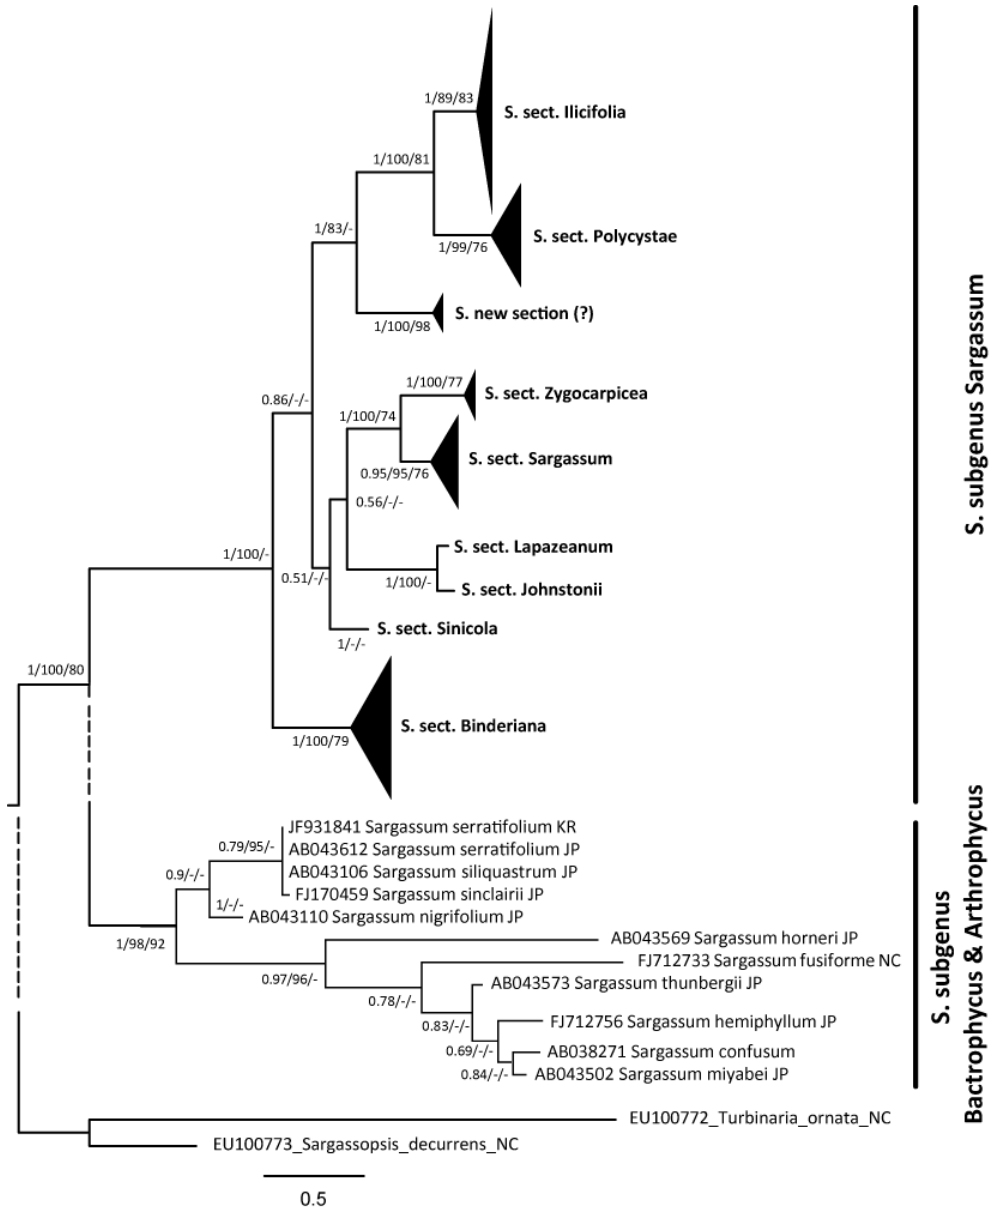 1/89/83
S. sect. Ilicifolia
1/100/81
S. sect. Polycystae
1/99/76
1/83/-
S. new section (?)
1/100/98
1/100/77
S. sect. Zygocarpicea
0.86/-/-
1/100/74
S. sect. Sargassum
0.95/95/76
0.56/-/-
S. sect. Lapazeanum
1/100/-
0.51/-/-
1/100/-
S. sect. Johnstonii
S. sect. Sinicola
1/-/-
1/100/80
S. sect. Binderiana
1/100/79
S. subgenus Sargassum
JF931841 Sargassum serratifolium KR
0.79/95/-
AB043612 Sargassum serratifolium JP
0.9/-/-
AB043106 Sargassum siliquastrum JP
FJ170459 Sargassum sinclairii JP
1/-/-
AB043110 Sargassum nigrifolium JP
1/98/92
AB043569 Sargassum horneri JP
FJ712733 Sargassum fusiforme NC
0.97/96/-
AB043573 Sargassum thunbergii JP
0.78/-/-
FJ712756 Sargassum hemiphyllum JP
0.83/-/-
0.69/-/-
AB038271 Sargassum confusum
0.84/-/-
AB043502 Sargassum miyabei JP
S. subgenus
Bactrophycus & Arthrophycus
EU100772_Turbinaria_ornata_NC
EU100773_Sargassopsis_decurrens_NC
0.5